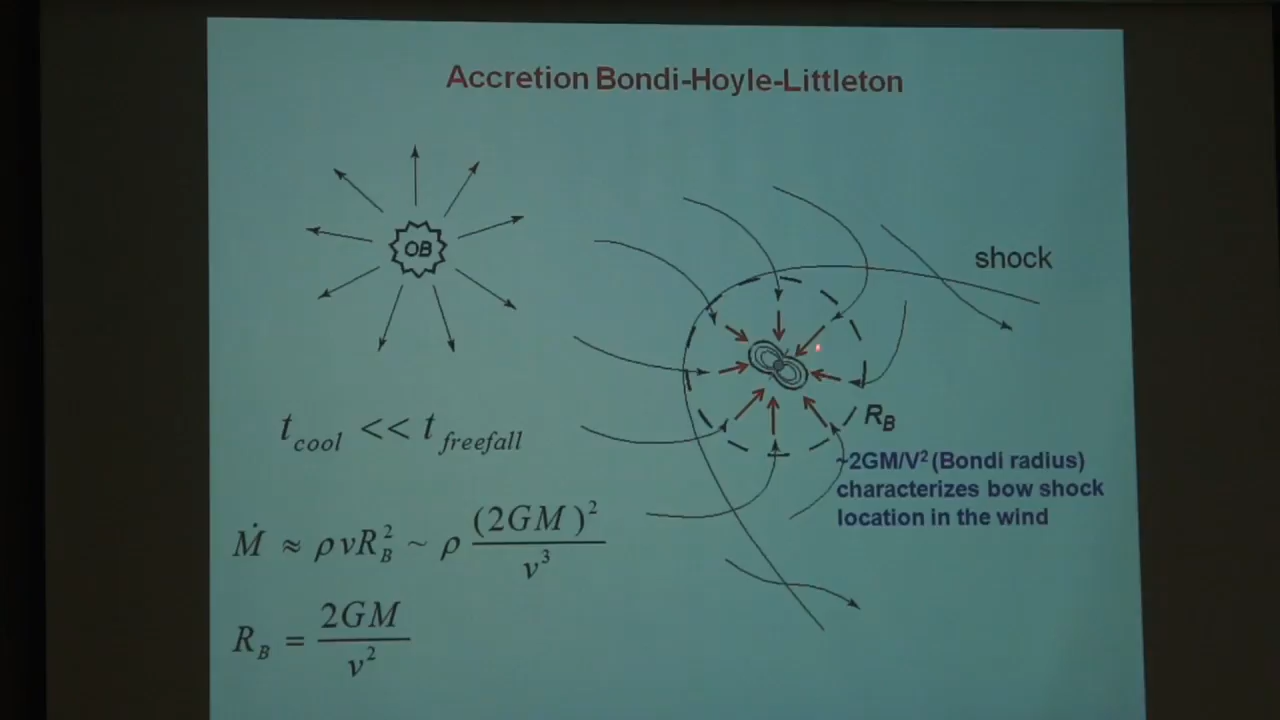 Accretion Bondi-Hoyle-Littleton
OB
shock
t_cool << t_freefall
R_B
~2GM/V² (Bondi radius)
characterizes bow shock
location in the wind
Ṁ ≈ ρvR_B² ~ ρ (2GM)²/v³
R_B = 2GM/v²